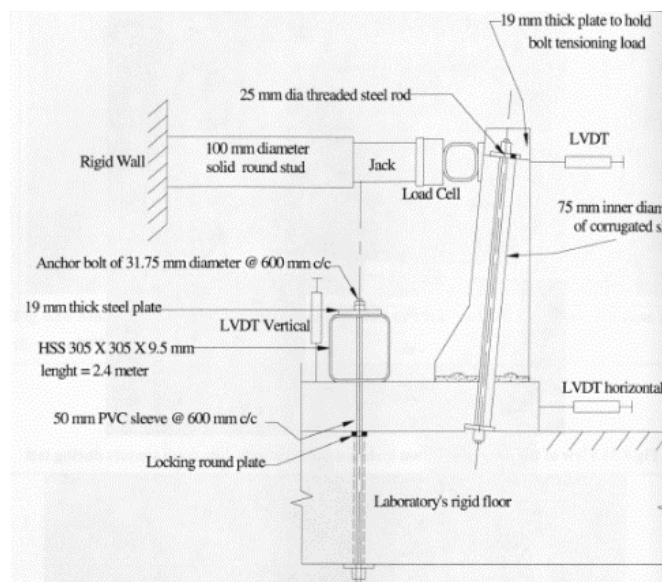 19 mm thick plate to hold
bolt tensioning load
25 mm dia threaded steel rod
LVDT
Rigid Wall
100 mm diameter
solid round stud
Jack
Load Cell
75 mm inner diam
of corrugated s
Anchor bolt of 31.75 mm diameter @ 600 mm c/c
19 mm thick steel plate
LVDT Vertical
HSS 305 X 305 X 9.5 mm
lenght = 2.4 meter
LVDT horizontal
50 mm PVC sleeve @ 600 mm c/c
Locking round plate
Laboratory's rigid floor